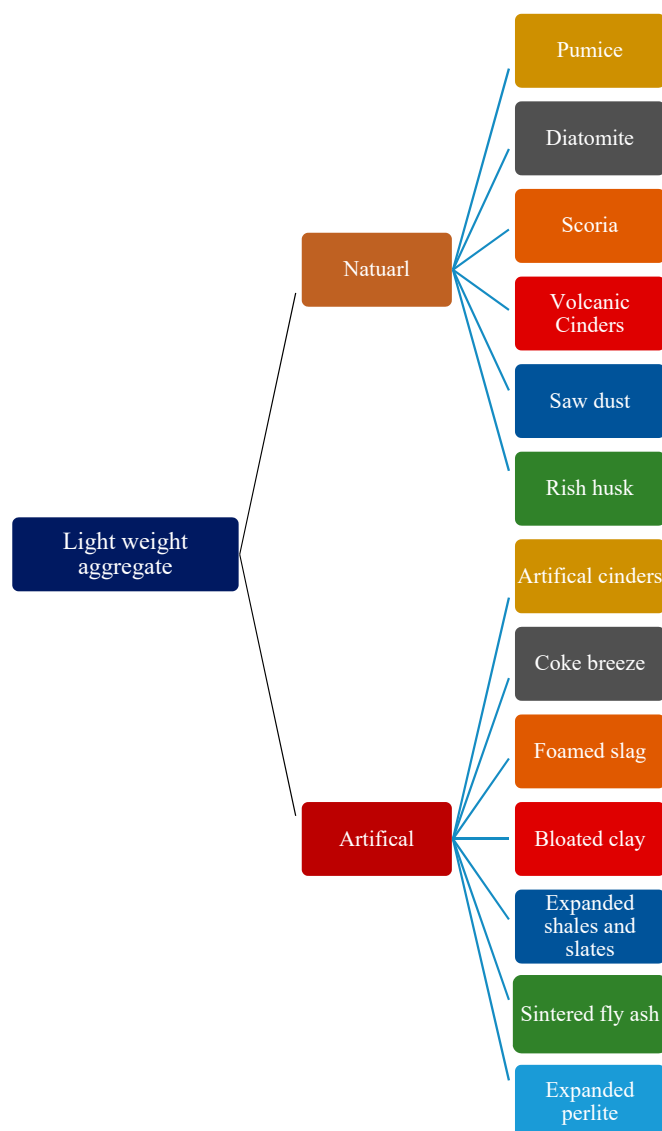 Pumice
Diatomite
Scoria
Natuarl
Volcanic
Cinders
Saw dust
Rish husk
Light weight
aggregate
Artifical cinders
Coke breeze
Foamed slag
Artifical
Bloated clay
Expanded
shales and
slates
Sintered fly ash
Expanded
perlite